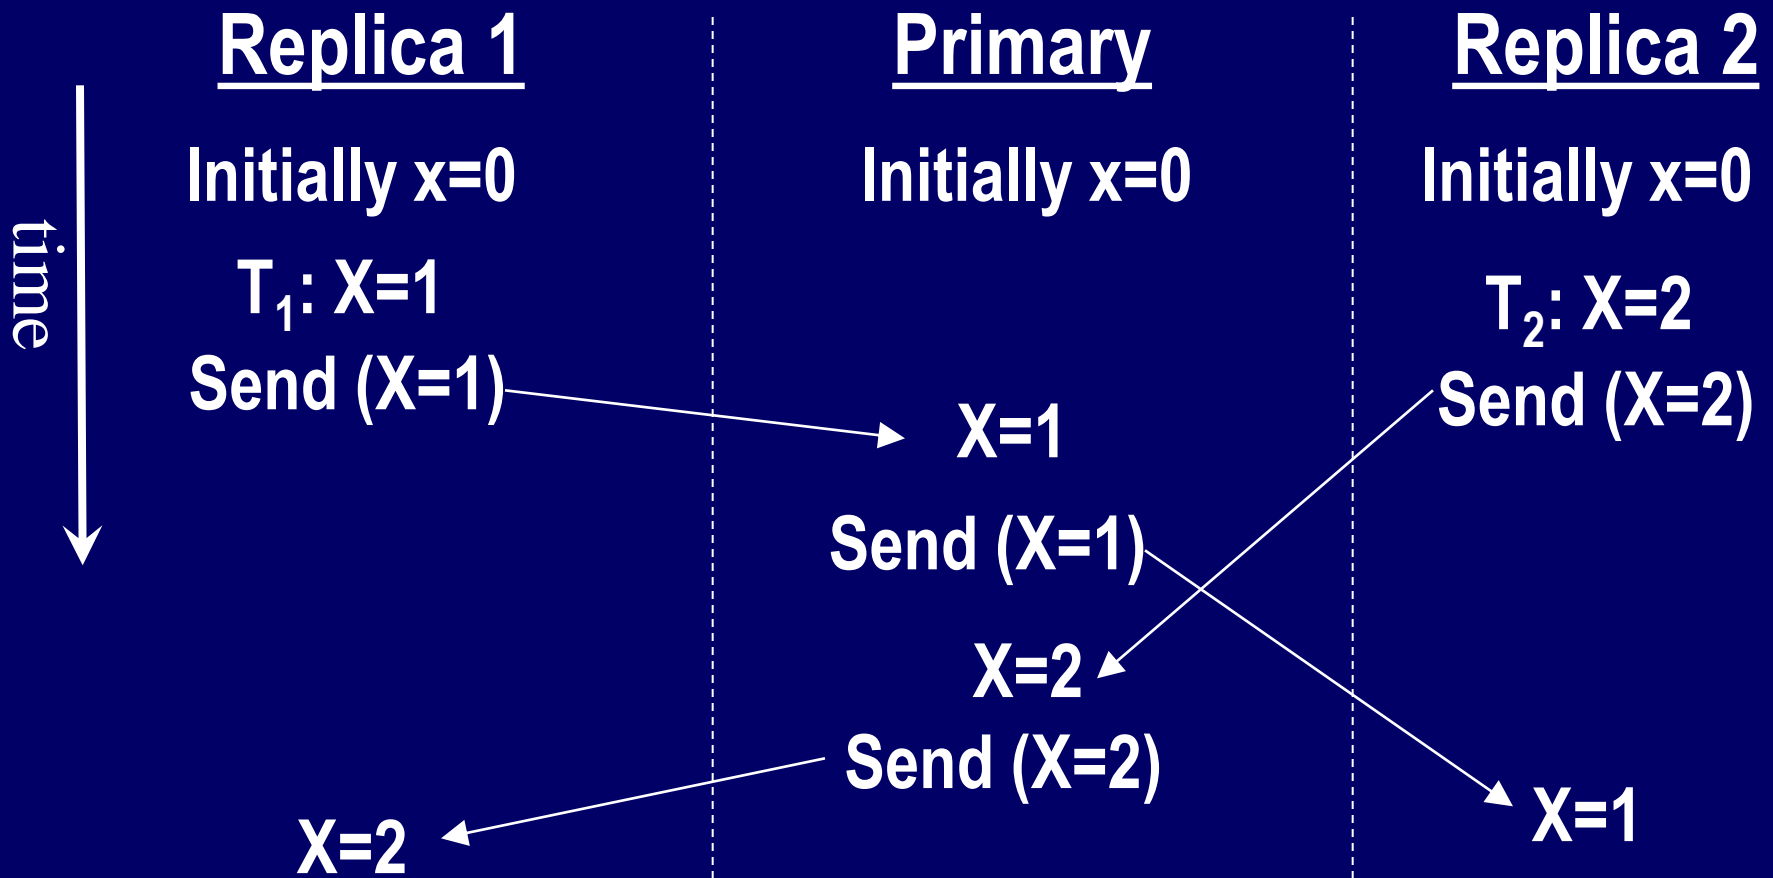 Replica 1
Primary
Replica 2
Initially x=0
Initially x=0
Initially x=0
time
T₁: X=1
T₂: X=2
Send (X=1)
Send (X=2)
X=1
Send (X=1)
X=2
Send (X=2)
X=1
X=2